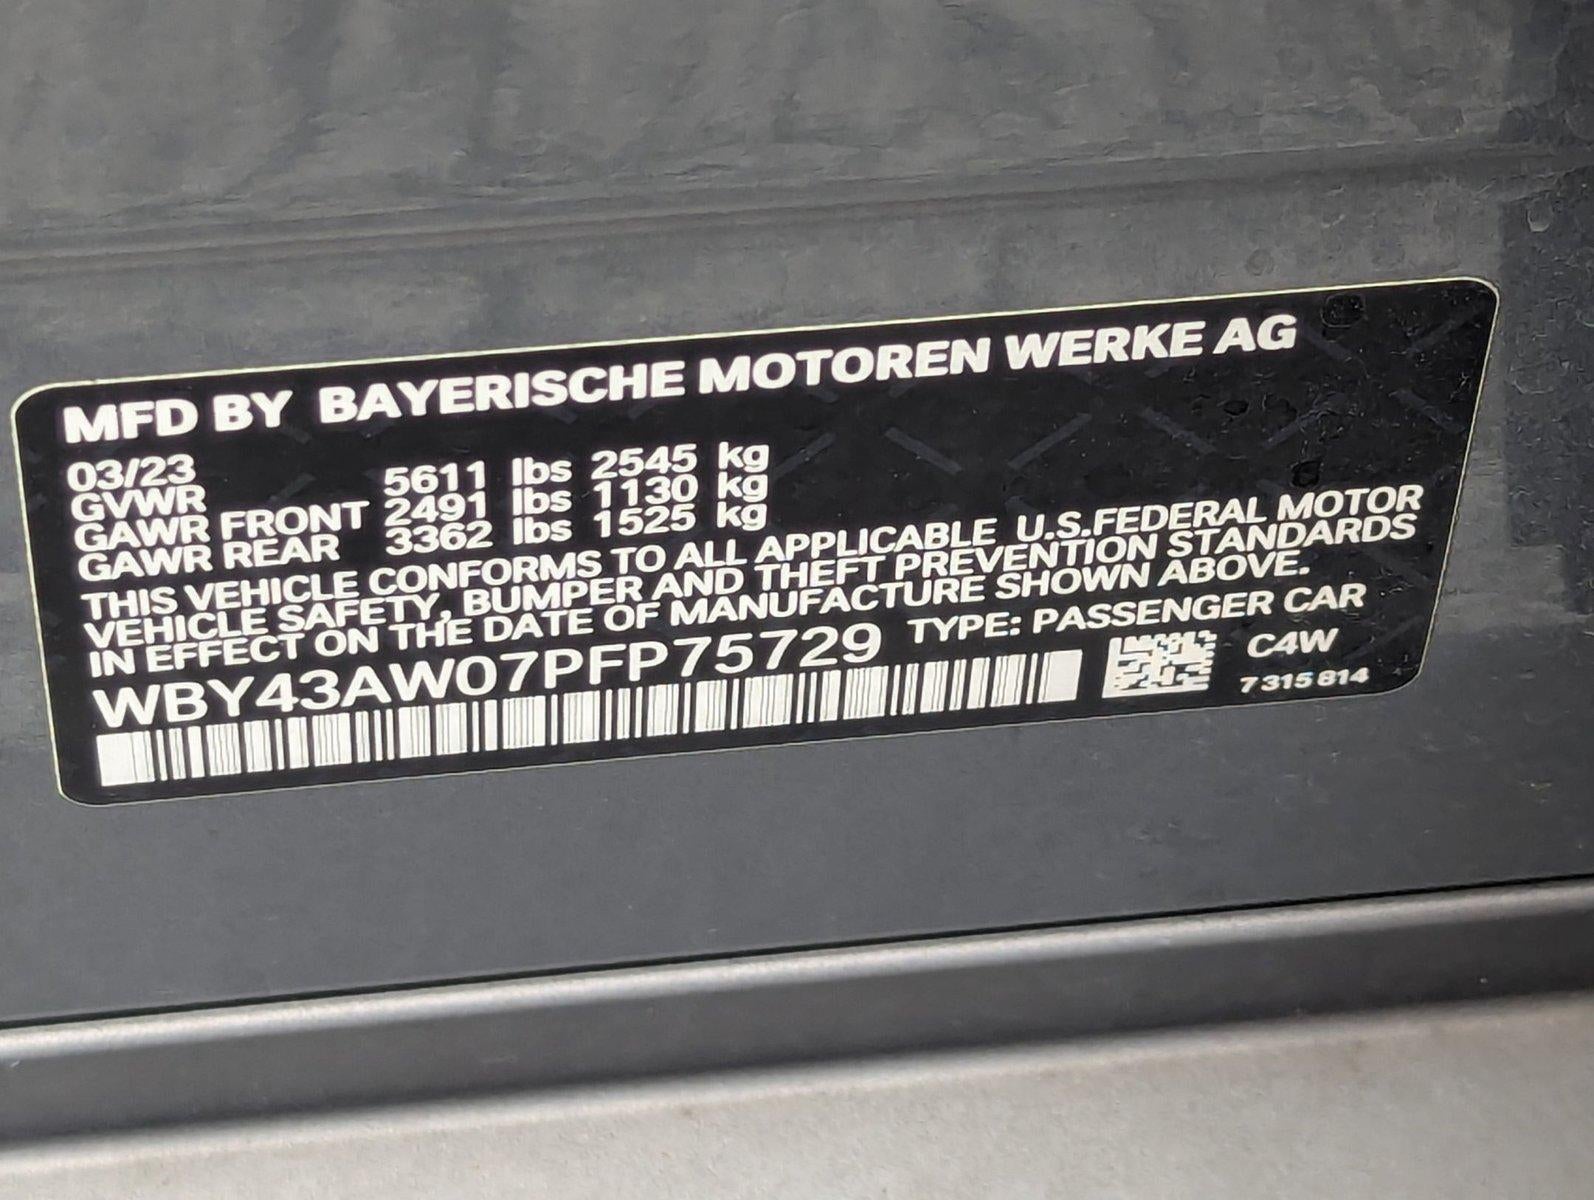 MFD BY BAYERISCHE MOTOREN WERKE AG
03/23
GVWR 5611 lbs 2545 kg
GAWR FRONT 2491 lbs 1130 kg
GAWR REAR 3362 lbs 1525 kg
THIS VEHICLE CONFORMS TO ALL APPLICABLE U.S.FEDERAL MOTOR
VEHICLE SAFETY, BUMPER AND THEFT PREVENTION STANDARDS
IN EFFECT ON THE DATE OF MANUFACTURE SHOWN ABOVE.
WBY43AW07PFP75729 TYPE: PASSENGER CAR
C4W
7 315 814